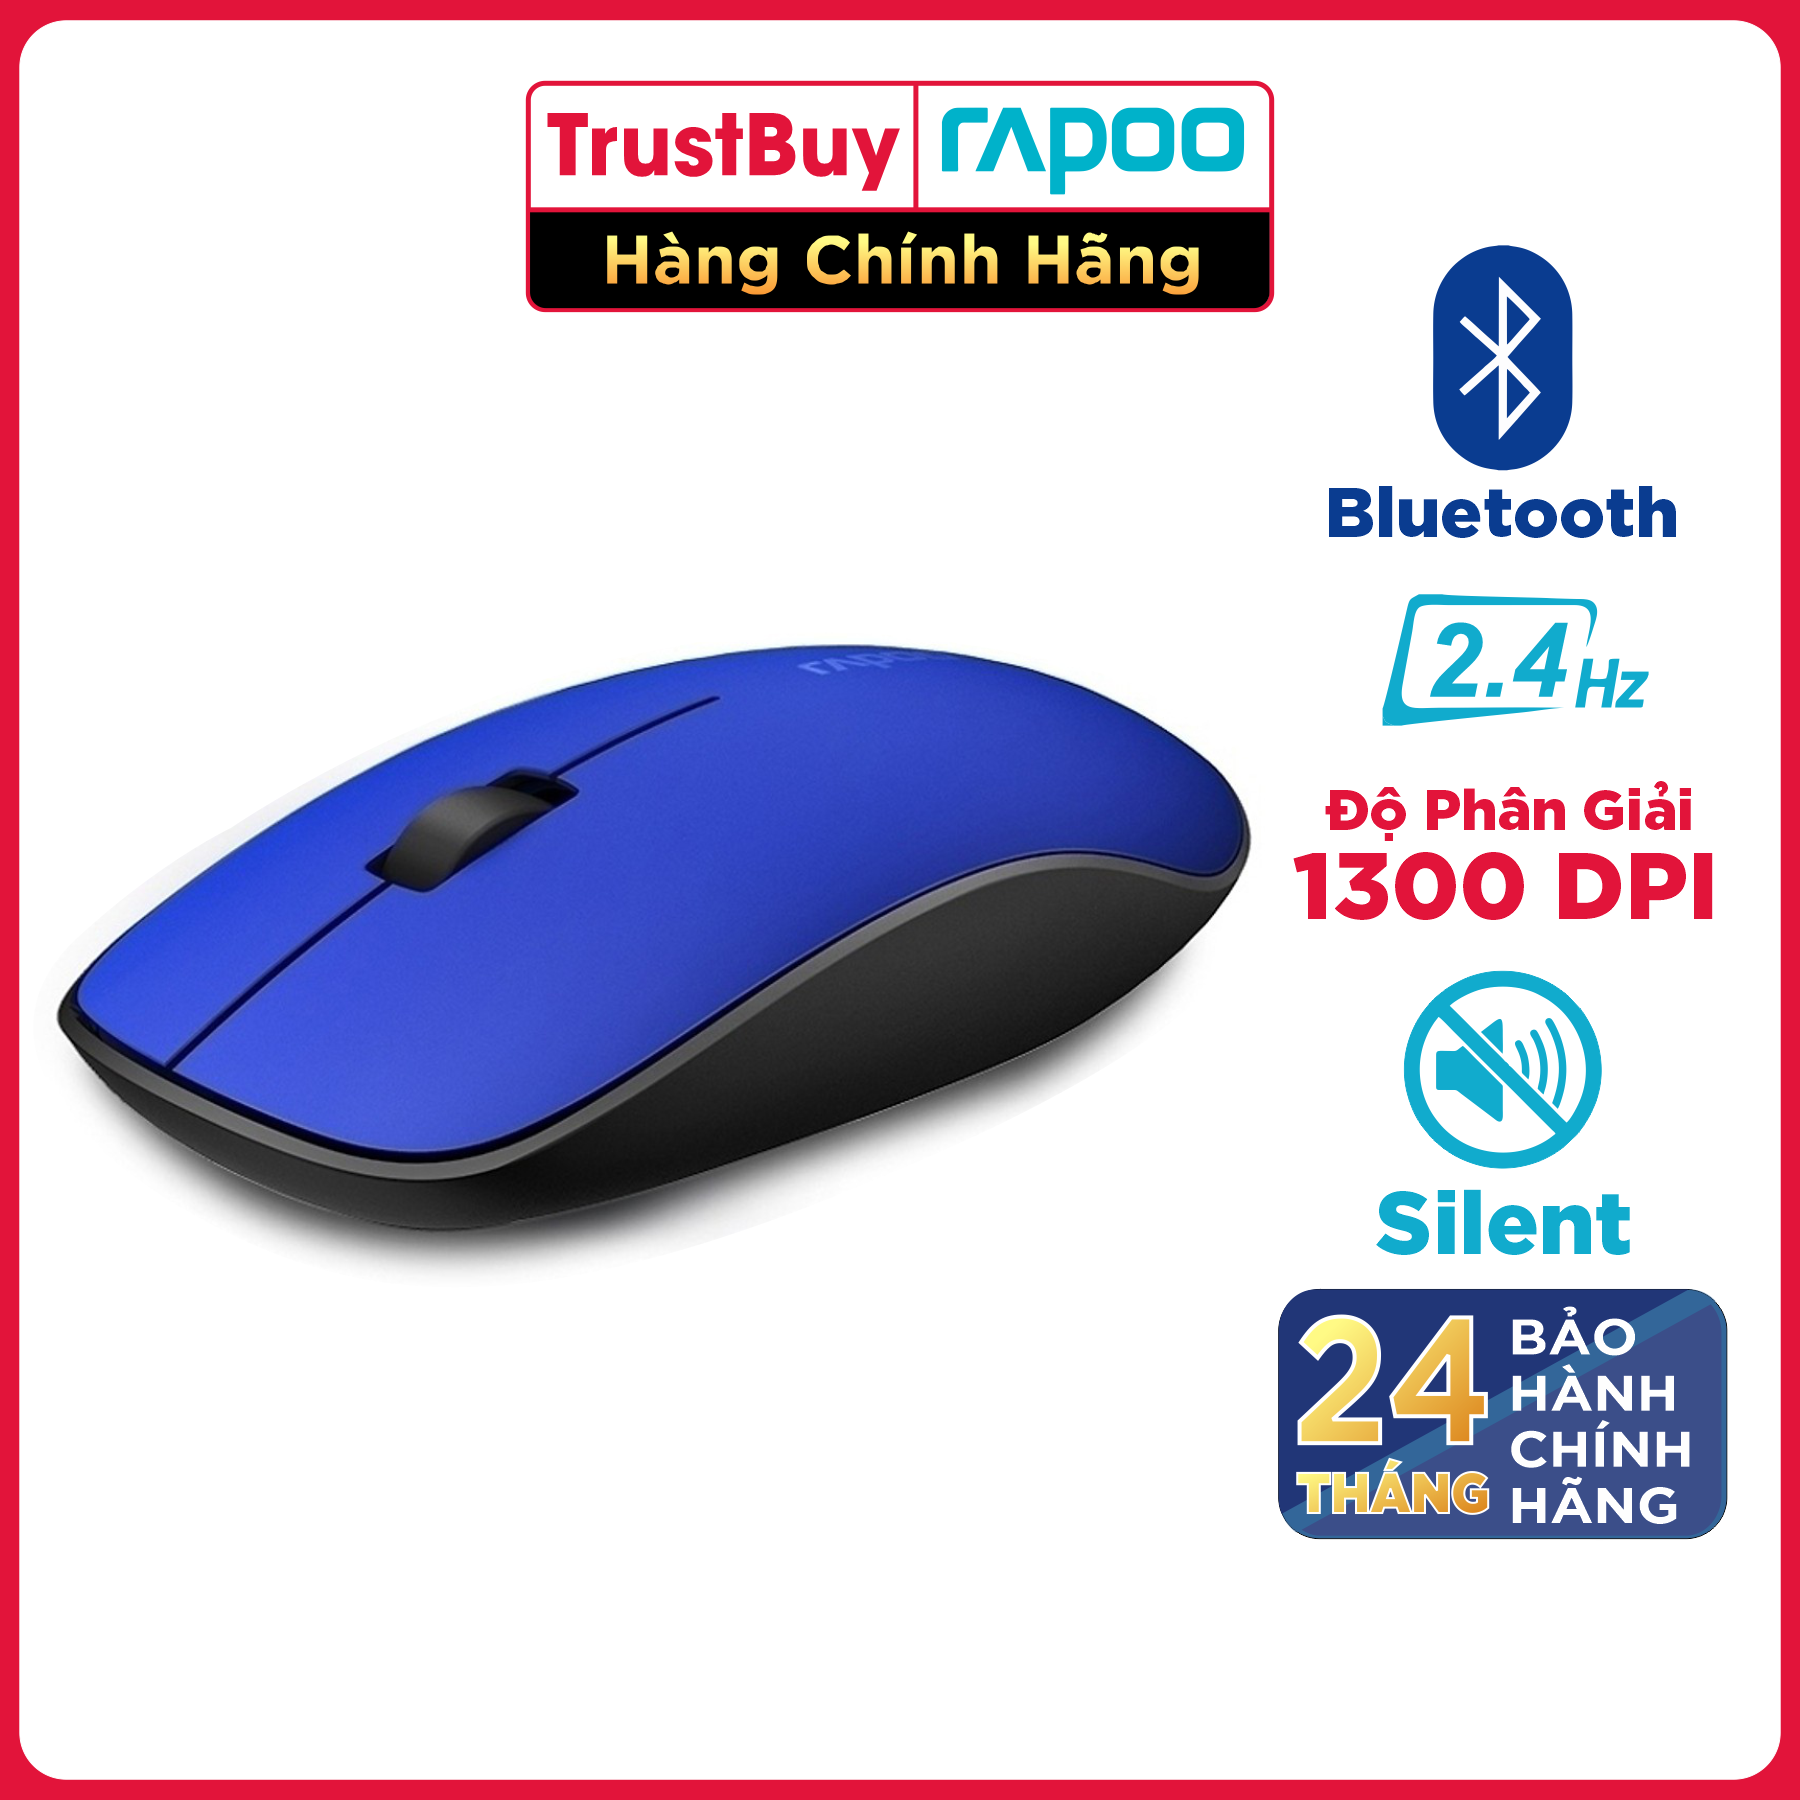 TrustBuy rapoo
Hàng Chính Hãng
Bluetooth
2.4Hz
rapoo
Độ Phân Giải
1300 DPI
Silent
24
THÁNG
BẢO
HÀNH
CHÍNH
HÃNG